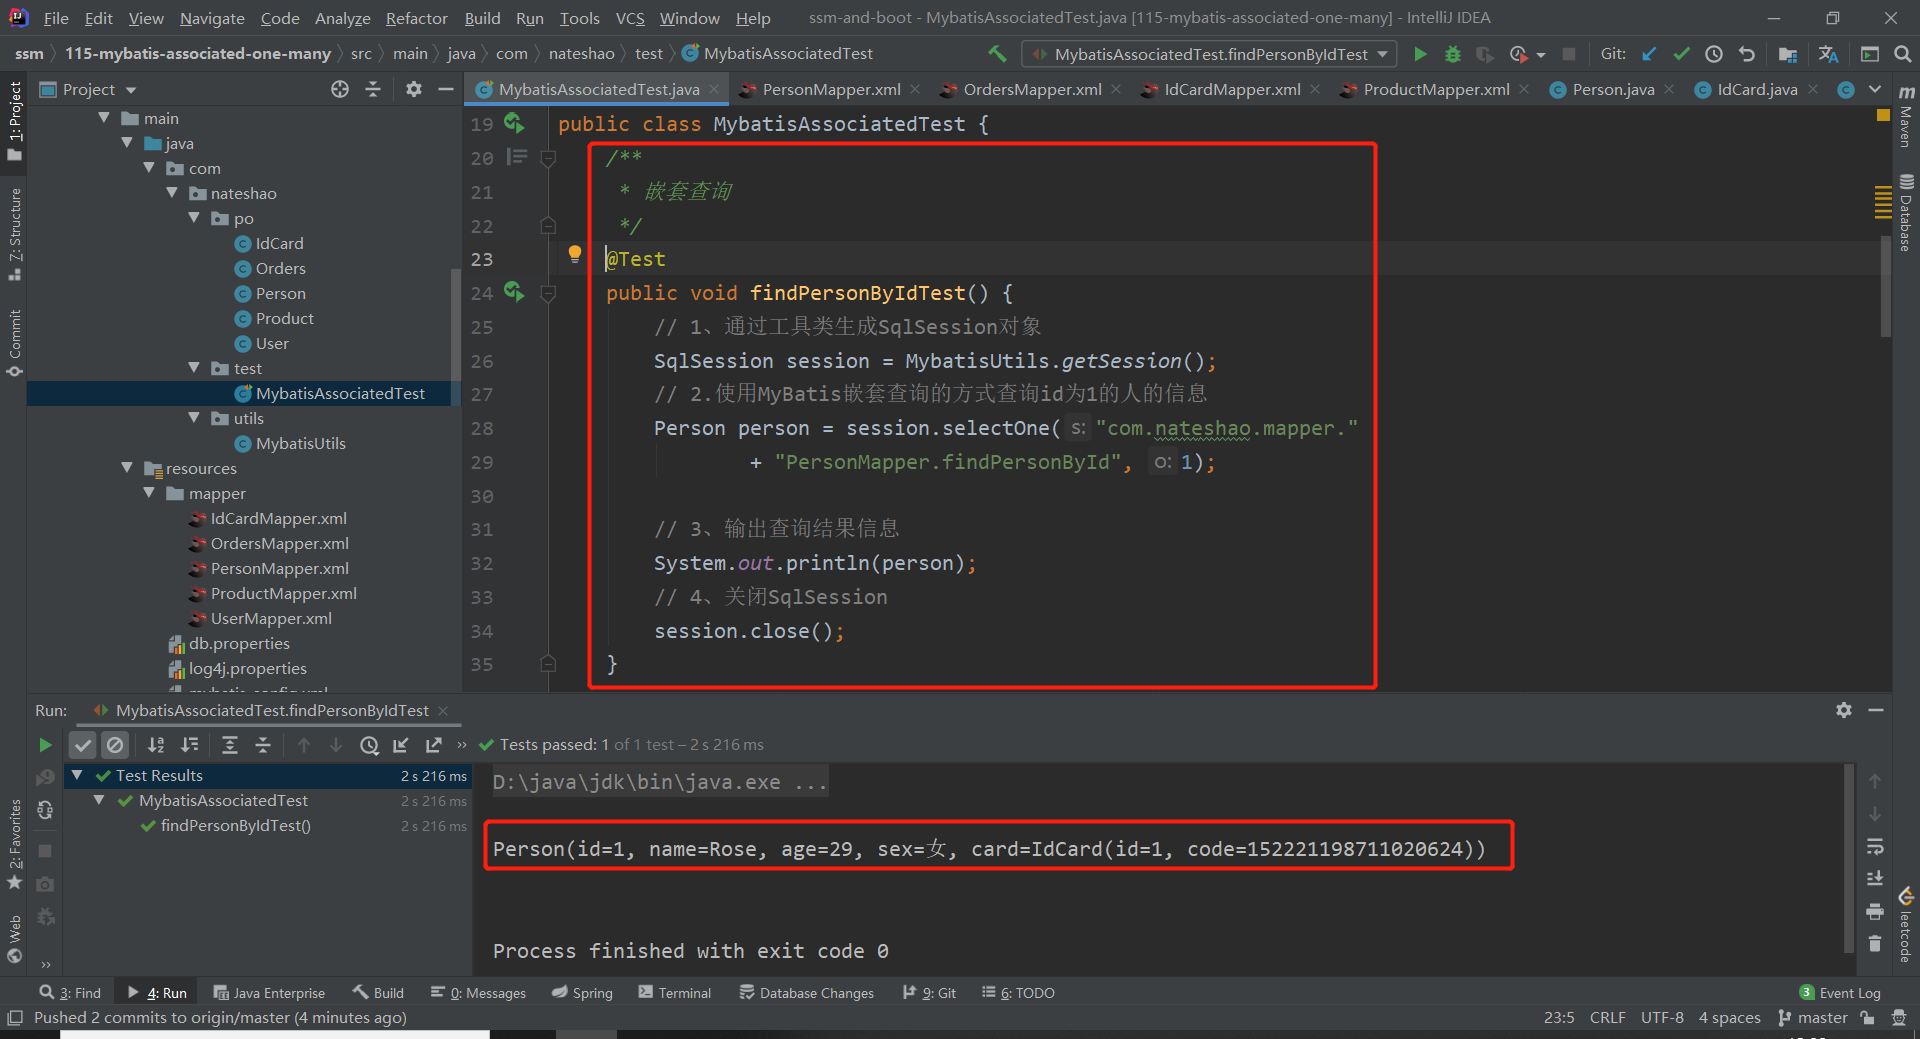 File Edit View Navigate Code Analyze Refactor Build Run Tools VCS Window Help ssm-and-boot - MybatisAssociatedTest.java [115-mybatis-associated-one-many] - IntelliJ IDEA
ssm 115-mybatis-associated-one-many src main java com nateshao test MybatisAssociatedTest MybatisAssociatedTest.findPersonByIdTest Git:
Project
MybatisAssociatedTest.java PersonMapper.xml OrdersMapper.xml IdCardMapper.xml ProductMapper.xml Person.java IdCard.java
1: Project
7: Structure
Commit
2: Favorites
Web
main
java
com
nateshao
po
IdCard
Orders
Person
Product
User
test
MybatisAssociatedTest
utils
MybatisUtils
resources
mapper
IdCardMapper.xml
OrdersMapper.xml
PersonMapper.xml
ProductMapper.xml
UserMapper.xml
db.properties
log4j.properties
mybatis-config.xml
19 public class MybatisAssociatedTest {
20 /**
21 * 嵌套查询
22 */
23 @Test
24 public void findPersonByIdTest() {
25 // 1、通过工具类生成SqlSession对象
26 SqlSession session = MybatisUtils.getSession();
27 // 2.使用MyBatis嵌套查询的方式查询id为1的人的信息
28 Person person = session.selectOne( s: "com.nateshao.mapper."
29 + "PersonMapper.findPersonById", o: 1);
30
31 // 3、输出查询结果信息
32 System.out.println(person);
33 // 4、关闭SqlSession
34 session.close();
35 }
m Maven
Database
leetcode
Run: MybatisAssociatedTest.findPersonByIdTest
Tests passed: 1 of 1 test – 2 s 216 ms
Test Results 2 s 216 ms
MybatisAssociatedTest 2 s 216 ms
findPersonByIdTest() 2 s 216 ms
D:\java\jdk\bin\java.exe ...
Person(id=1, name=Rose, age=29, sex=女, card=IdCard(id=1, code=152221198711020624))
Process finished with exit code 0
3: Find 4: Run Java Enterprise Build 0: Messages Spring Terminal Database Changes 9: Git 6: TODO 3 Event Log
Pushed 2 commits to origin/master (4 minutes ago) 23:5 CRLF UTF-8 4 spaces master